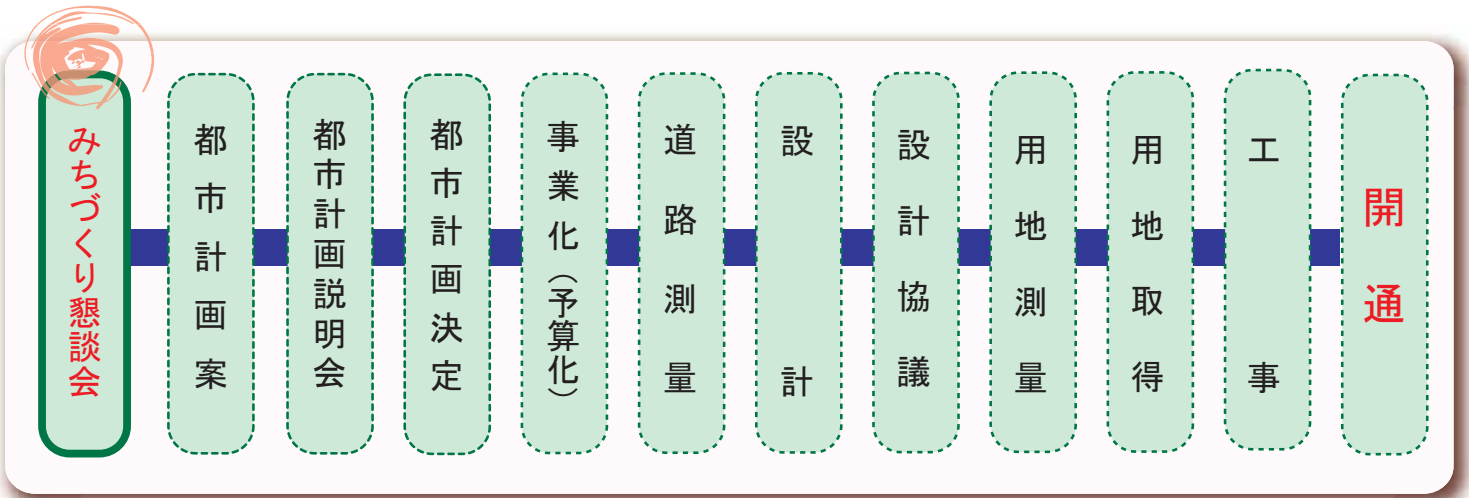 みちづくり懇談会
都市計画案
都市計画説明会
都市計画決定
事業化（予算化）
道路測量
設計
設計協議
用地測量
用地取得
工事
開通